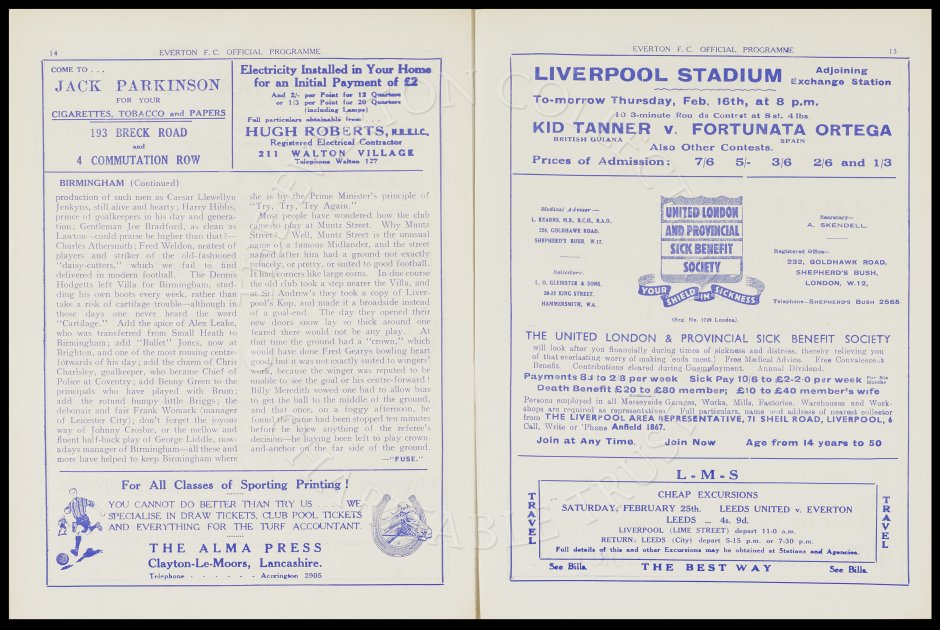 14
EVERTON F. C. OFFICIAL PROGRAMME
COME TO . . .
JACK PARKINSON
FOR YOUR
CIGARETTES, TOBACCO and PAPERS
193 BRECK ROAD
and
4 COMMUTATION ROW
Electricity Installed in Your Home
for an Initial Payment of £2
And 2/- per Point for 12 Quarters
or 1/3 per Point for 20 Quarters
(including Lamps)
Full particulars obtainable from
HUGH ROBERTS, N.R.E.I.C.,
Registered Electrical Contractor
211 WALTON VILLAGE
Telephone Walton 127
BIRMINGHAM (Continued)
production of such men as Caesar Llewellyn
Jenkyns, still alive and hearty; Harry Hibbs,
prince of goalkeepers in his day and genera-
tion; Gentleman Joe Bradford, as clean as
Lawton—could praise be higher than that?—
Charles Athersmith; Fred Weldon, neatest of
players and striker of the old-fashioned
"daisy-cutters," which we fail to find
delivered in modern football. The Dennis
Hodgetts left Villa for Birmingham, stud-
ding his own boots every week, rather than
take a risk of cartilage trouble—although in
those days one never heard the word
"Cartilage." Add the spice of Alex Leake,
who was transferred from Small Heath to
Birmingham; add "Bullet" Jones, now at
Brighton, and one of the most rousing centre-
forwards of his day; add the charm of Chris
Charlsley, goalkeeper, who became Chief of
Police at Coventry; add Benny Green to the
principals who have played with Brum;
add the rotund bumpy little Briggs; the
debonair and fair Frank Womack (manager
of Leicester City); don't forget the joyous
way of Johnny Crosbie, or the mellow and
fluent half-back play of George Liddle, now-
adays manager of Birmingham—all these and
more have helped to keep Birmingham where
she is by the Prime Minister's principle of
"Try, Try, Try Again."
Most people have wondered how the club
came to play at Muntz Street. Why Muntz
Street? Well, Muntz Street is the unusual
name of a famous Midlander, and the street
named after him had a ground not exactly
princely, or pretty, or suited to good football.
It had corners like large corns. In due course
the old club took a step nearer the Villa, and
at St. Andrew's they took a copy of Liver-
pool's Kop, and made it a broadside instead
of a goal-end. The day they opened their
new doors snow lay so thick around one
feared there would not be any play. At
that time the ground had a "crown," which
would have done Fred Gearys bowling heart
good, but it was not exactly suited to wingers'
work, because the winger was reputed to be
unable to see the goal or his centre-forward!
Billy Meredith vowed one had to allow bias
to get the ball to the middle of the ground,
and that once, on a foggy afternoon, he
found the game had been stopped ten minutes
before he knew anything of the referee's
decision—he having been left to play crown-
and-anchor on the far side of the ground.
—"FUSE."
For All Classes of Sporting Printing!
YOU CANNOT DO BETTER THAN TRY US . . . . WE
SPECIALISE IN DRAW TICKETS, CLUB POOL TICKETS
AND EVERYTHING FOR THE TURF ACCOUNTANT.
THE ALMA PRESS
Clayton-Le-Moors, Lancashire.
Telephone - - - - - - Accrington 2905
EVERTON F. C. OFFICIAL PROGRAMME
15
LIVERPOOL STADIUM
Adjoining
Exchange Station
To-morrow Thursday, Feb. 16th, at 8 p.m.
10 3-minute Rou ds Contest at 8 st. 4 lbs.
KID TANNER v. FORTUNATA ORTEGA
BRITISH GUIANA SPAIN
Also Other Contests.
Prices of Admission: 7/6 5/- 3/6 2/6 and 1/3
Medical Adviser:—
L. KEARNS, M.B., B.C.H., B.A.O.,
228, GOLDHAWK ROAD,
SHEPHERD'S BUSH, W.12.
Solicitors:
L. O. GLENISTER & SONS.
20-22 KING STREET,
HAMMERSMITH, W.6.
UNITED LONDON
AND PROVINCIAL
SICK BENEFIT
SOCIETY
YOUR SHIELD IN SICKNESS
(Reg. No. 1749 London).
Secretary—
A. SKENDELL.
Registered Office—
232, GOLDHAWK ROAD,
SHEPHERD'S BUSH,
LONDON, W.12,
Telephone—SHEPHERDS BUSH 2565
THE UNITED LONDON & PROVINCIAL SICK BENEFIT SOCIETY
will look after you financially during times of sickness and distress, thereby relieving you
of that everlasting worry of making 'ends meet.' Free Medical Advice. Free Convalescent
Benefit. Contributions cleared during Unemployment. Annual Dividend.
Payments 8d to 2/8 per week Sick Pay 10/6 to £2-2-0 per week For Six Months
Death Benefit £20 to £80 member; £10 to £40 member's wife
Persons employed in all Merseyside Garages, Works, Mills, Factories, Warehouses and Work-
shops are required as representatives. Full particulars, name and address of nearest collector
from THE LIVERPOOL AREA REPRESENTATIVE, 71 SHEIL ROAD, LIVERPOOL, 6
Call, Write or 'Phone Anfield 1867.
Join at Any Time. Join Now Age from 14 years to 50
L-M-S
TRAVEL
CHEAP EXCURSIONS
SATURDAY, FEBRUARY 25th. LEEDS UNITED v. EVERTON
LEEDS ... 4s. 9d.
LIVERPOOL (LIME STREET) depart 11-0 a.m.
RETURN: LEEDS (City) depart 5-15 p.m. or 7-30 p.m.
Full details of this and other Excursions may be obtained at Stations and Agencies.
TRAVEL
See Bills. THE BEST WAY See Bills.